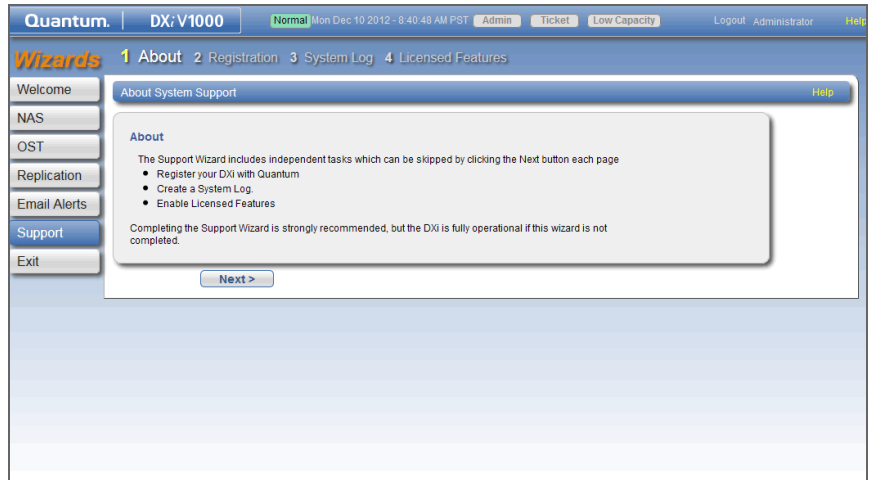 Quantum. DXi V1000 Normal Mon Dec 10 2012 - 8:40:48 AM PST Admin Ticket Low Capacity Logout Administrator Help
Wizards 1 About 2 Registration 3 System Log 4 Licensed Features
Welcome
NAS
OST
Replication
Email Alerts
Support
Exit
About System Support Help
About
The Support Wizard includes independent tasks which can be skipped by clicking the Next button each page
• Register your DXi with Quantum
• Create a System Log.
• Enable Licensed Features
Completing the Support Wizard is strongly recommended, but the DXi is fully operational if this wizard is not
completed.
Next >